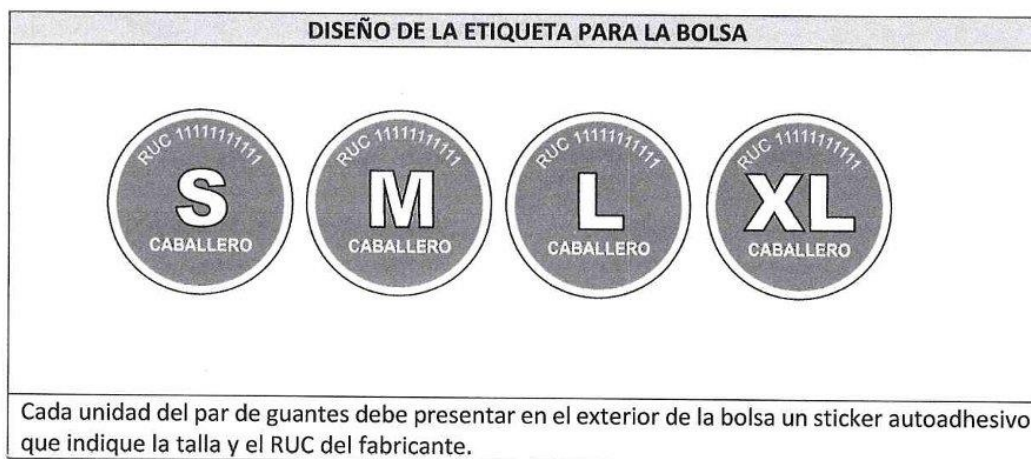 DISEÑO DE LA ETIQUETA PARA LA BOLSA
RUC 11111111111
S
CABALLERO
RUC 11111111111
M
CABALLERO
RUC 11111111111
L
CABALLERO
RUC 11111111111
XL
CABALLERO
Cada unidad del par de guantes debe presentar en el exterior de la bolsa un sticker autoadhesivo
que indique la talla y el RUC del fabricante.